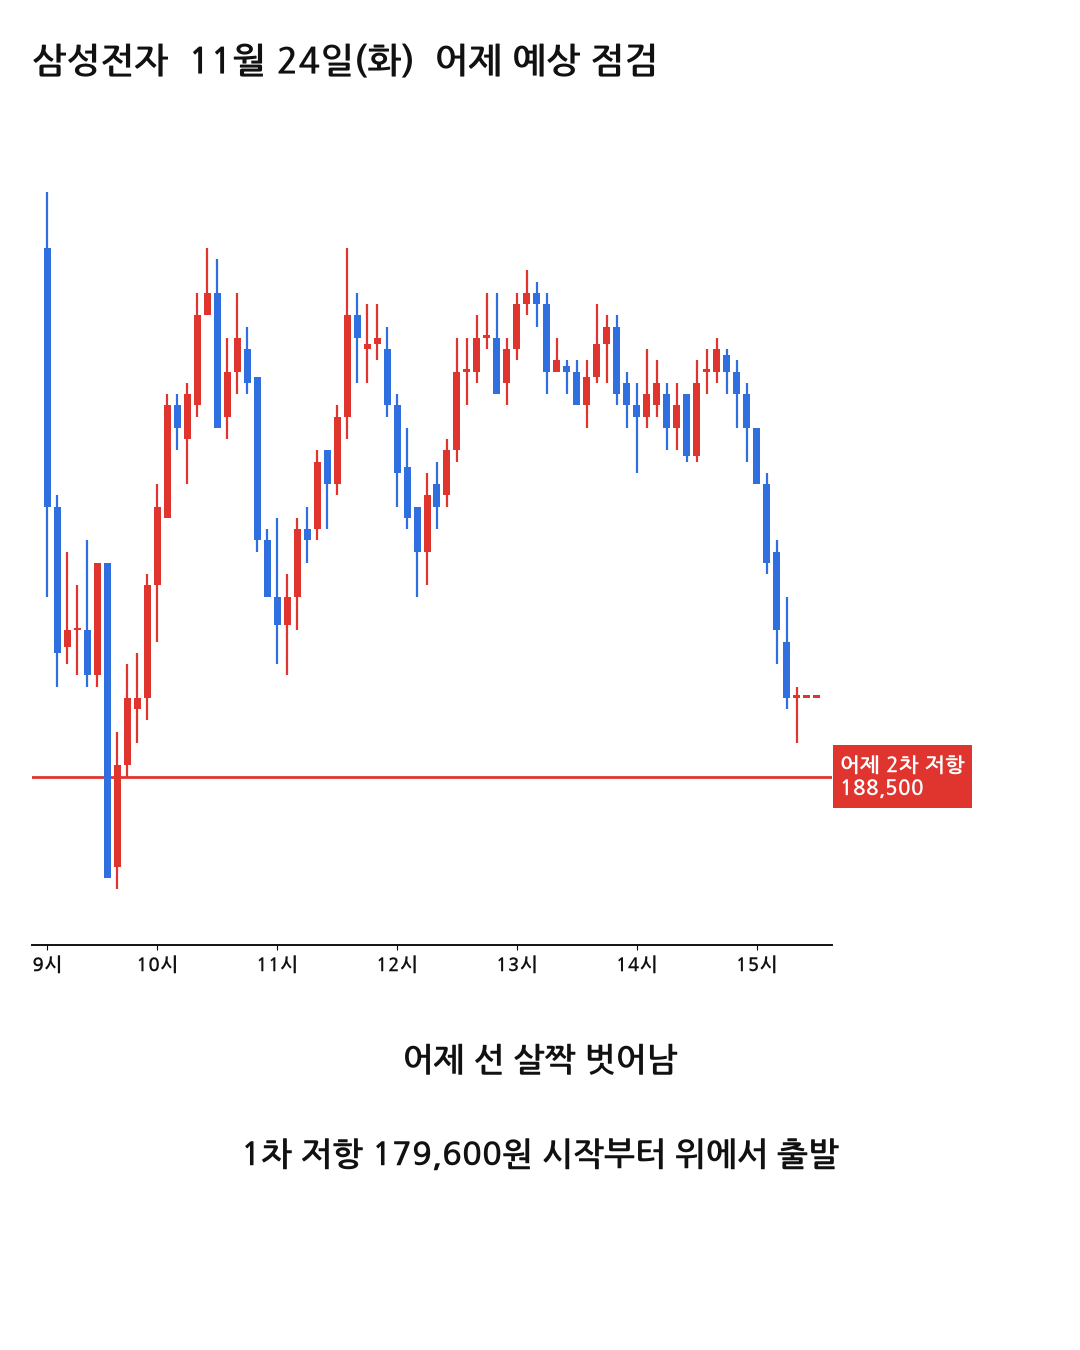 삼성전자 11월 24일(화) 어제 예상 점검
어제 2차 저항
188,500
9시 10시 11시 12시 13시 14시 15시
어제 선 살짝 벗어남
1차 저항 179,600원 시작부터 위에서 출발